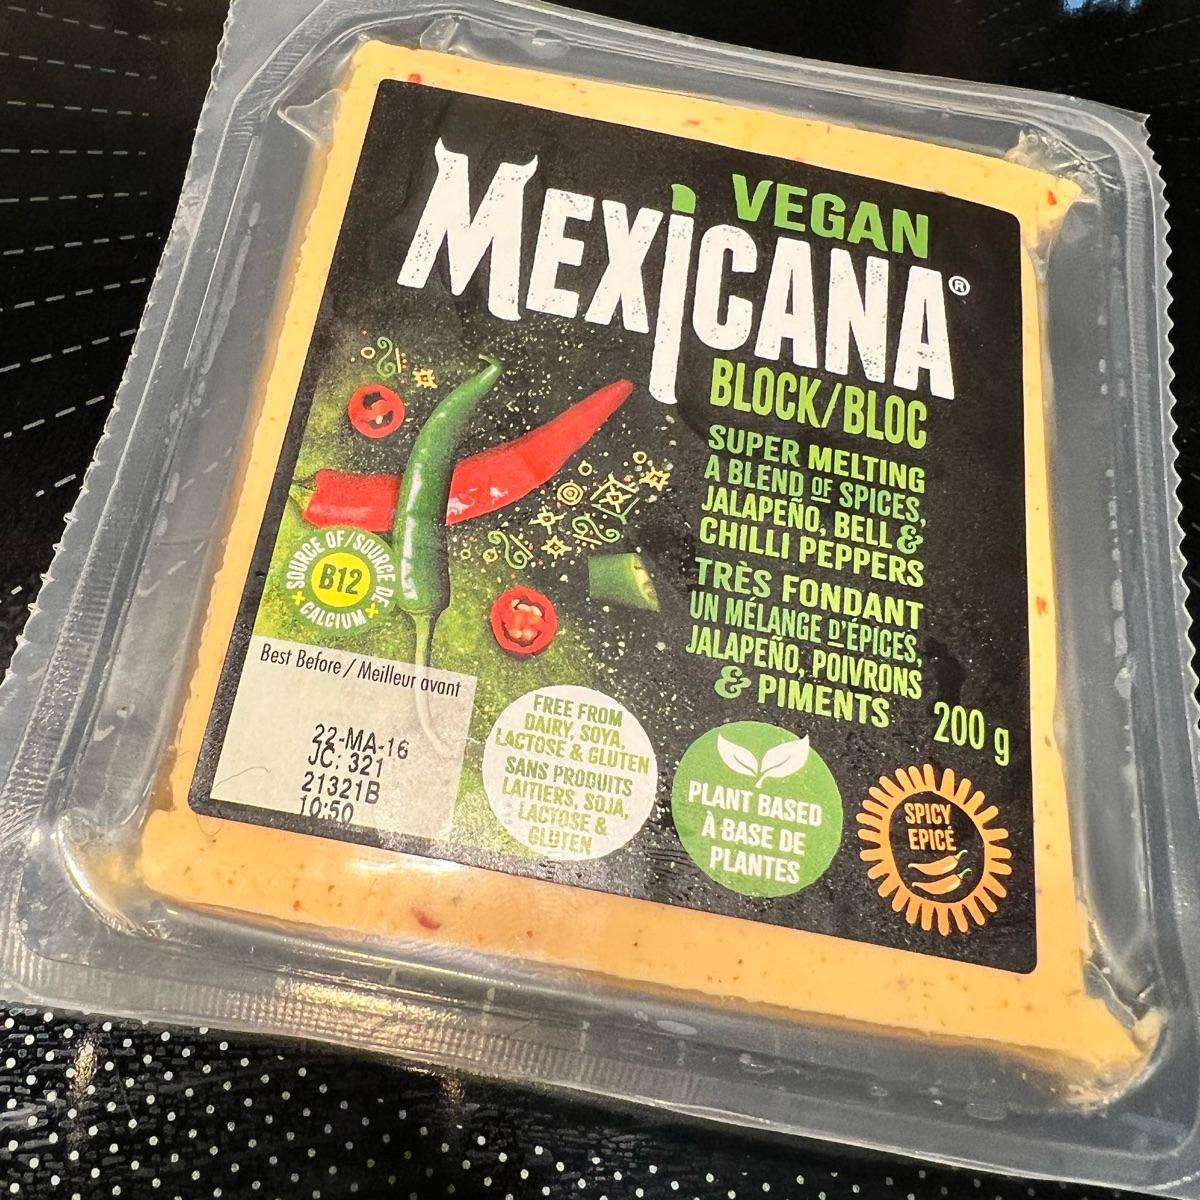 VEGAN
MEXICANA®
BLOCK/BLOC
SUPER MELTING
A BLEND OF SPICES,
JALAPEÑO, BELL &
CHILLI PEPPERS
TRÈS FONDANT
UN MÉLANGE D'ÉPICES,
JALAPEÑO, POIVRONS
& PIMENTS
200 g
SOURCE OF/SOURCE DE
B12
CALCIUM
Best Before / Meilleur avant
22-MA-16
JC: 321
21321B
10:50
FREE FROM
DAIRY, SOYA,
LACTOSE & GLUTEN
SANS PRODUITS
LAITIERS, SOJA,
LACTOSE &
GLUTEN
PLANT BASED
À BASE DE
PLANTES
SPICY
EPICÉ